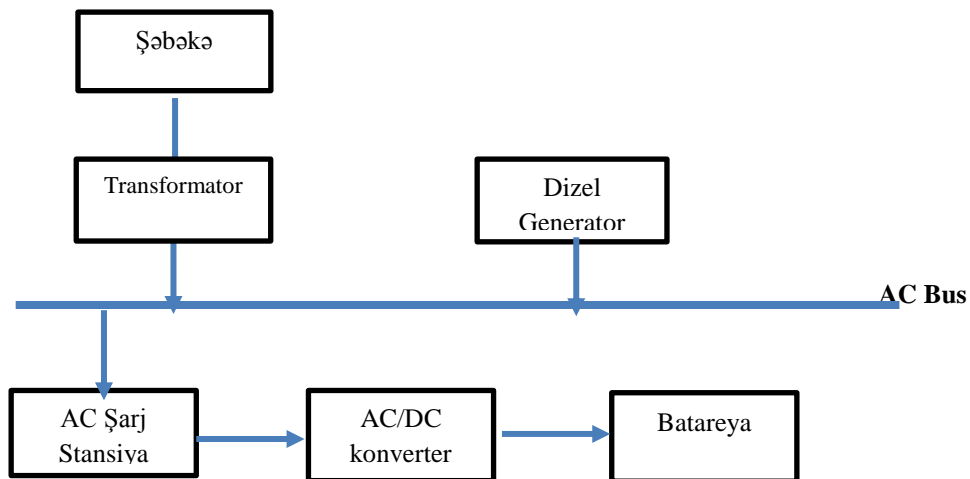 Şəbəkə
Transformator
Dizel
Generator
AC Bus
AC Şarj
Stansiya
AC/DC
konverter
Batareya